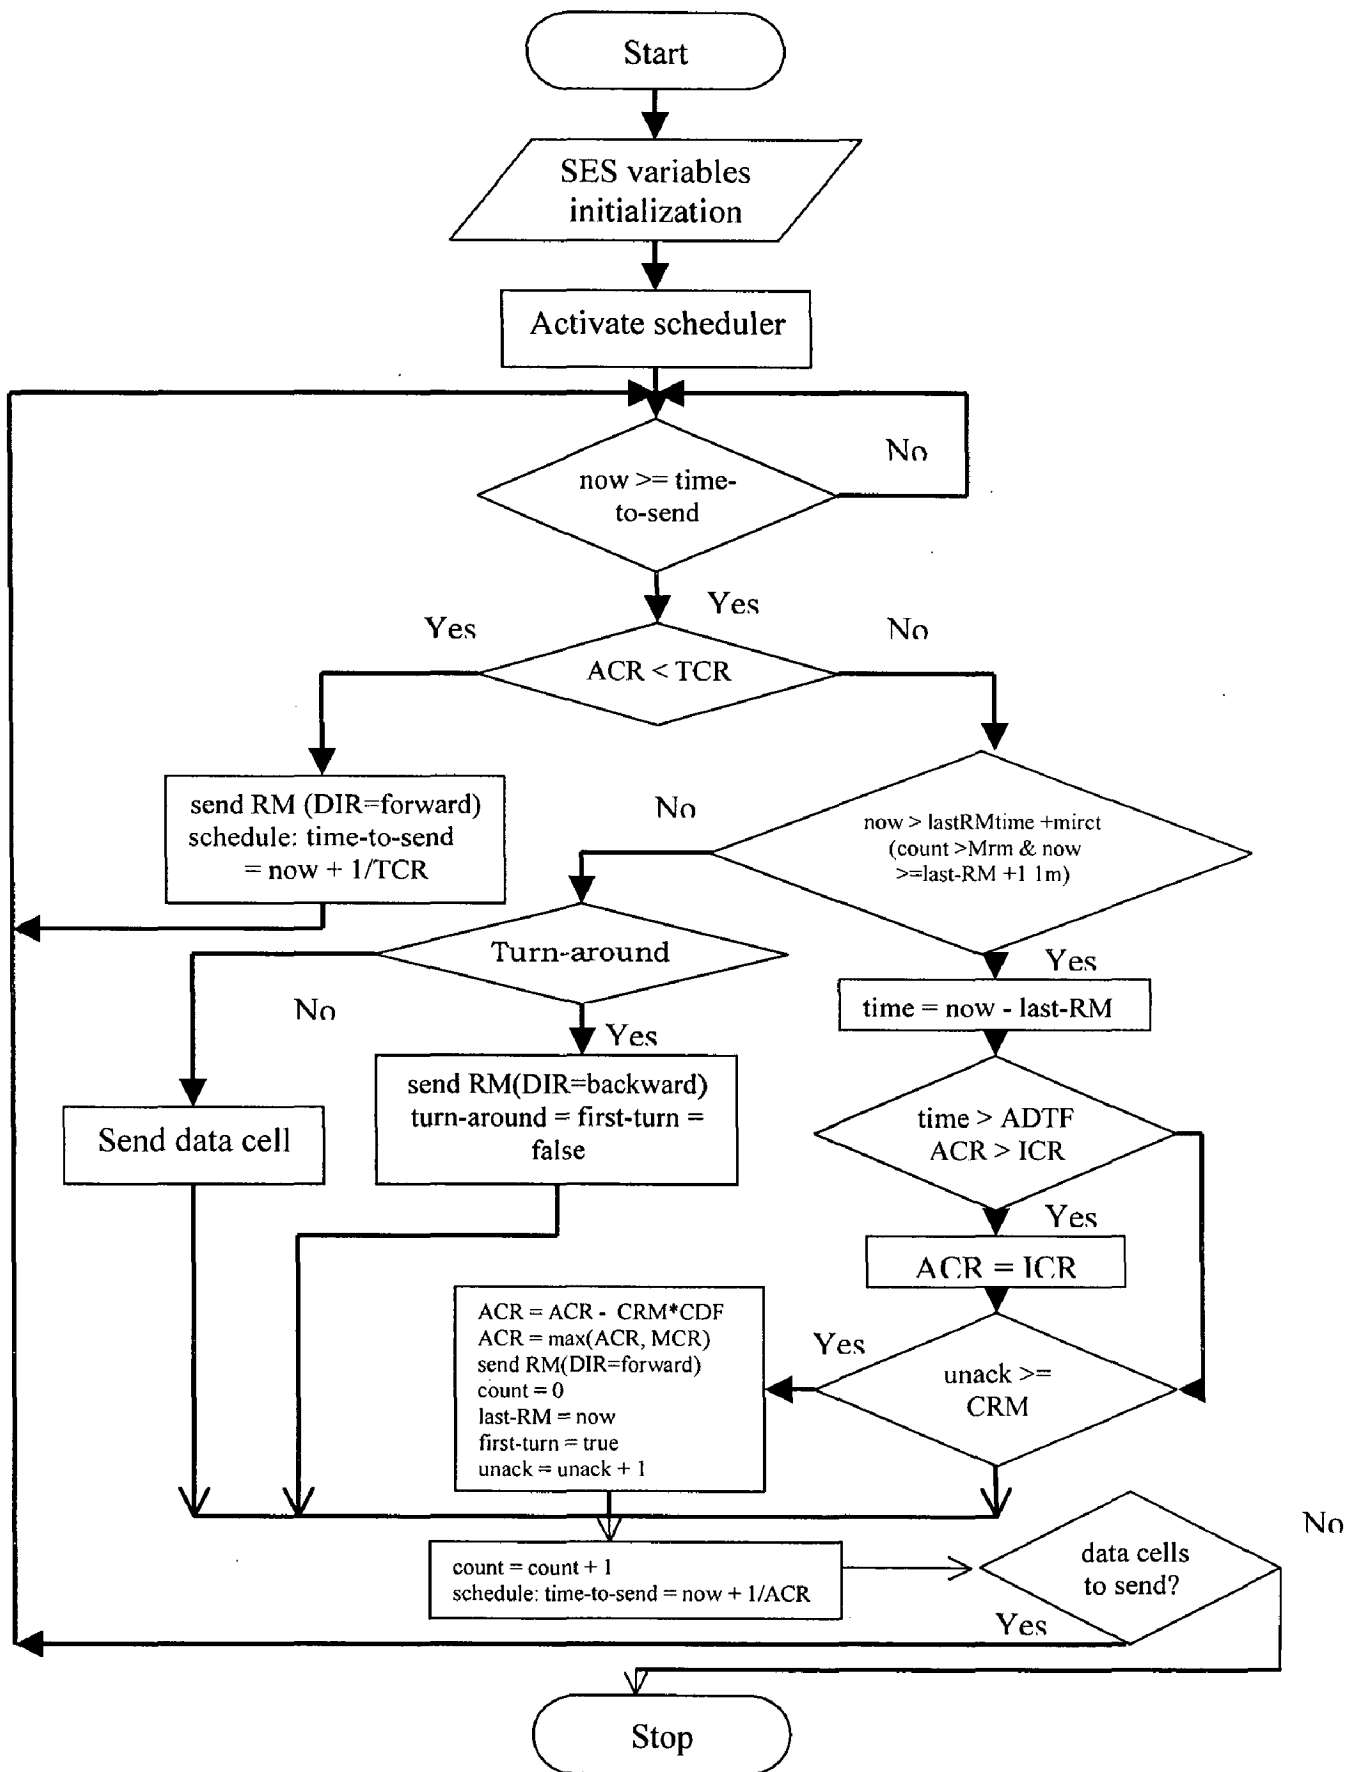 Start
SES variables
initialization
Activate scheduler
No
now >= time-
to-send
Yes
Yes
No
ACR < TCR
send RM (DIR=forward)
schedule: time-to-send
= now + 1/TCR
No
now > lastRMtime +mirct
(count >Mrm & now
>=last-RM +1 1m)
Turn-around
Yes
No
time = now - last-RM
Yes
send RM(DIR=backward)
turn-around = first-turn =
false
Send data cell
time > ADTF
ACR > ICR
Yes
ACR = ICR
ACR = ACR - CRM*CDF
ACR = max(ACR, MCR)
send RM(DIR=forward)
count = 0
last-RM = now
first-turn = true
unack = unack + 1
Yes
unack >=
CRM
No
count = count + 1
schedule: time-to-send = now + 1/ACR
data cells
to send?
Yes
Stop